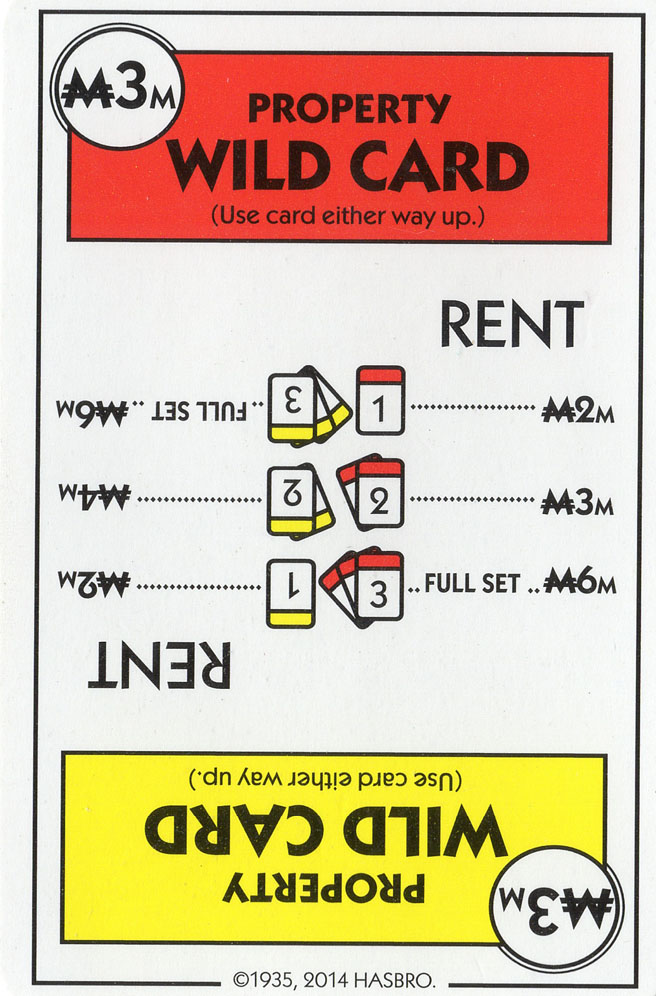 M3M
PROPERTY
WILD CARD
(Use card either way up.)
RENT
1 ................ M2M
2 ................ M3M
3 .. FULL SET .. M6M
M3M
PROPERTY
WILD CARD
(Use card either way up.)
RENT
1 ................ M2M
2 ................ M4M
3 .. FULL SET .. M6M
©1935, 2014 HASBRO.